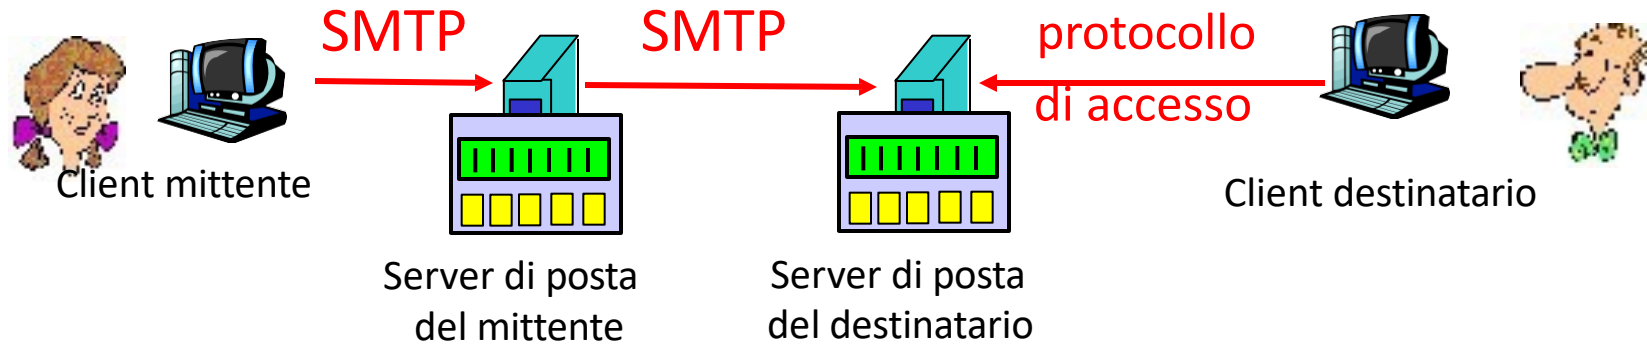 SMTP
SMTP
protocollo
di accesso
Client mittente
Client destinatario
Server di posta
del mittente
Server di posta
del destinatario